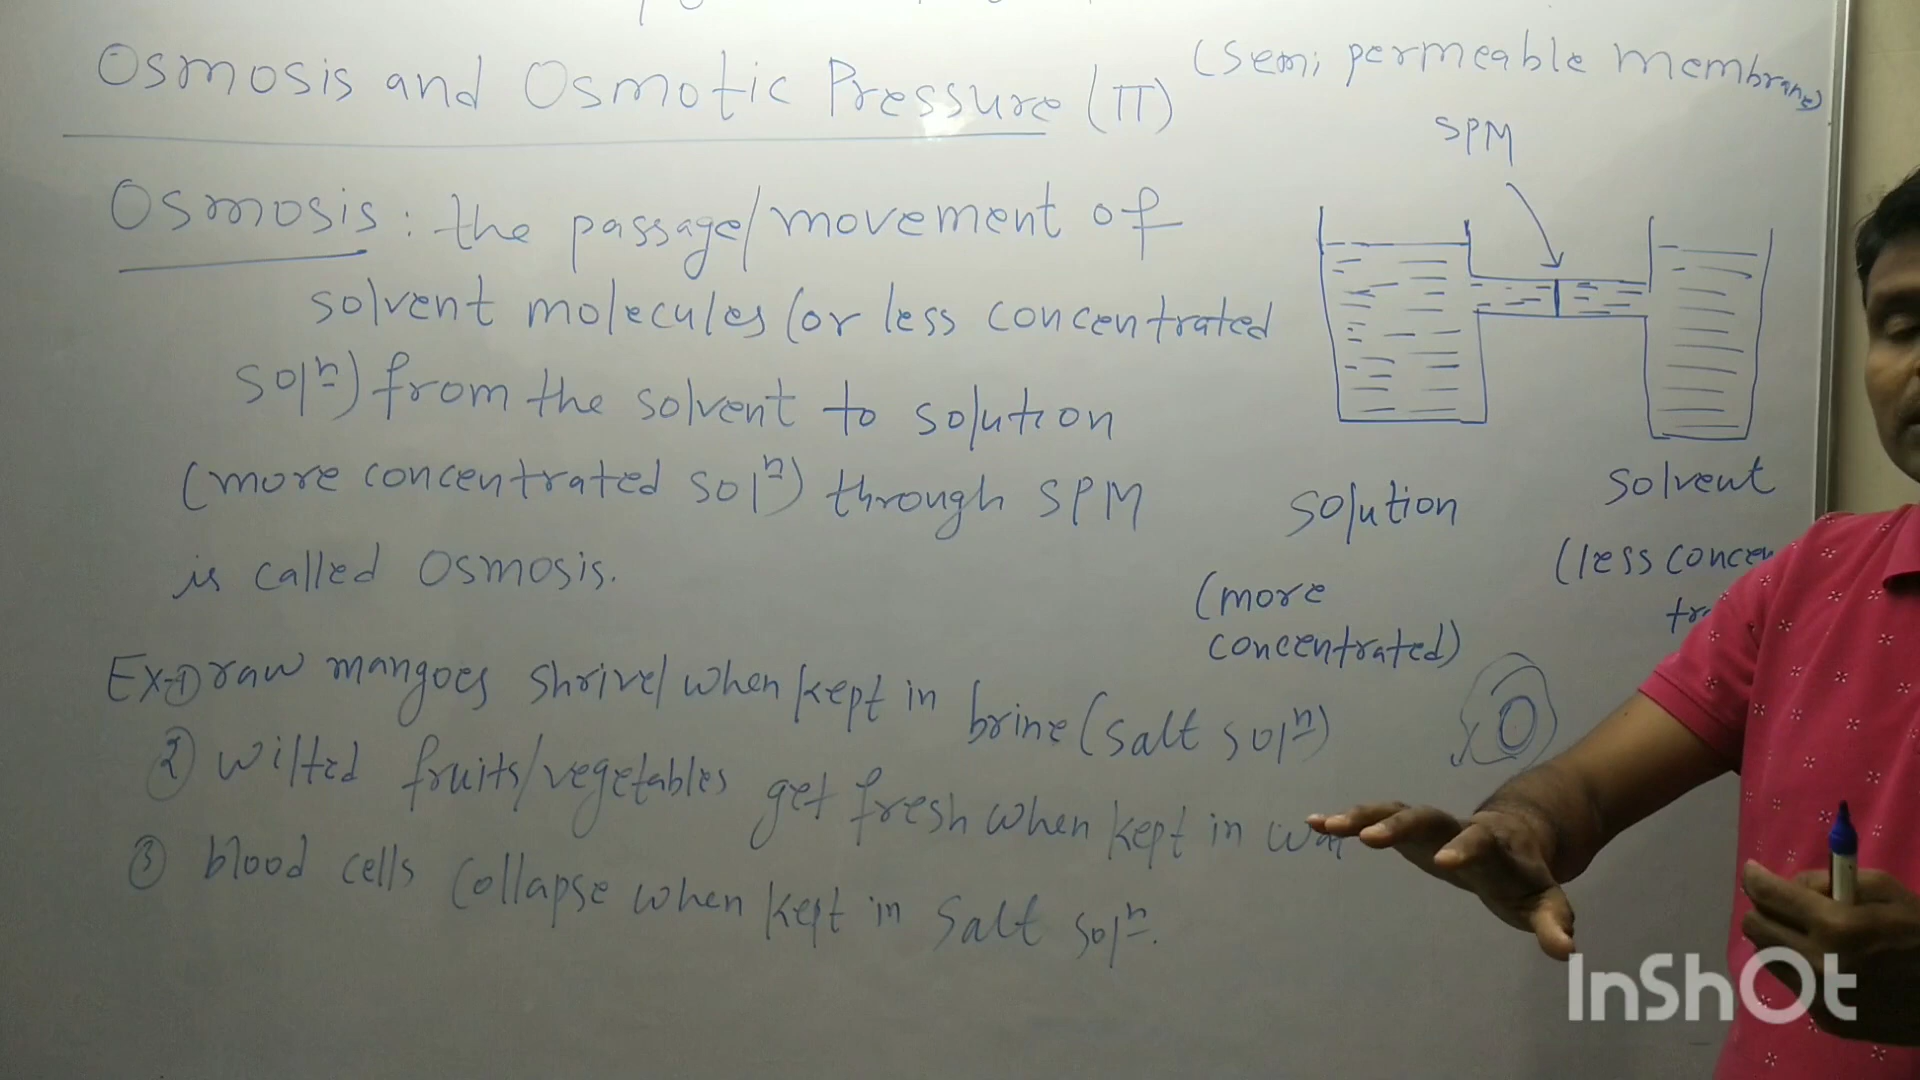 Osmosis and Osmotic Pressure (π)
(semi permeable membrane)
SPM
Osmosis: the passage/movement of
solvent molecules (or less concentrated
solⁿ) from the solvent to solution
(more concentrated solⁿ) through SPM
is called Osmosis.
solution
(more
concentrated)
solvent
(less concen
tr
Ex-① raw mangoes shrivel when kept in brine (salt solⁿ)
② wilted fruits/vegetables get fresh when kept in wat
③ blood cells collapse when kept in salt solⁿ.
InShOt